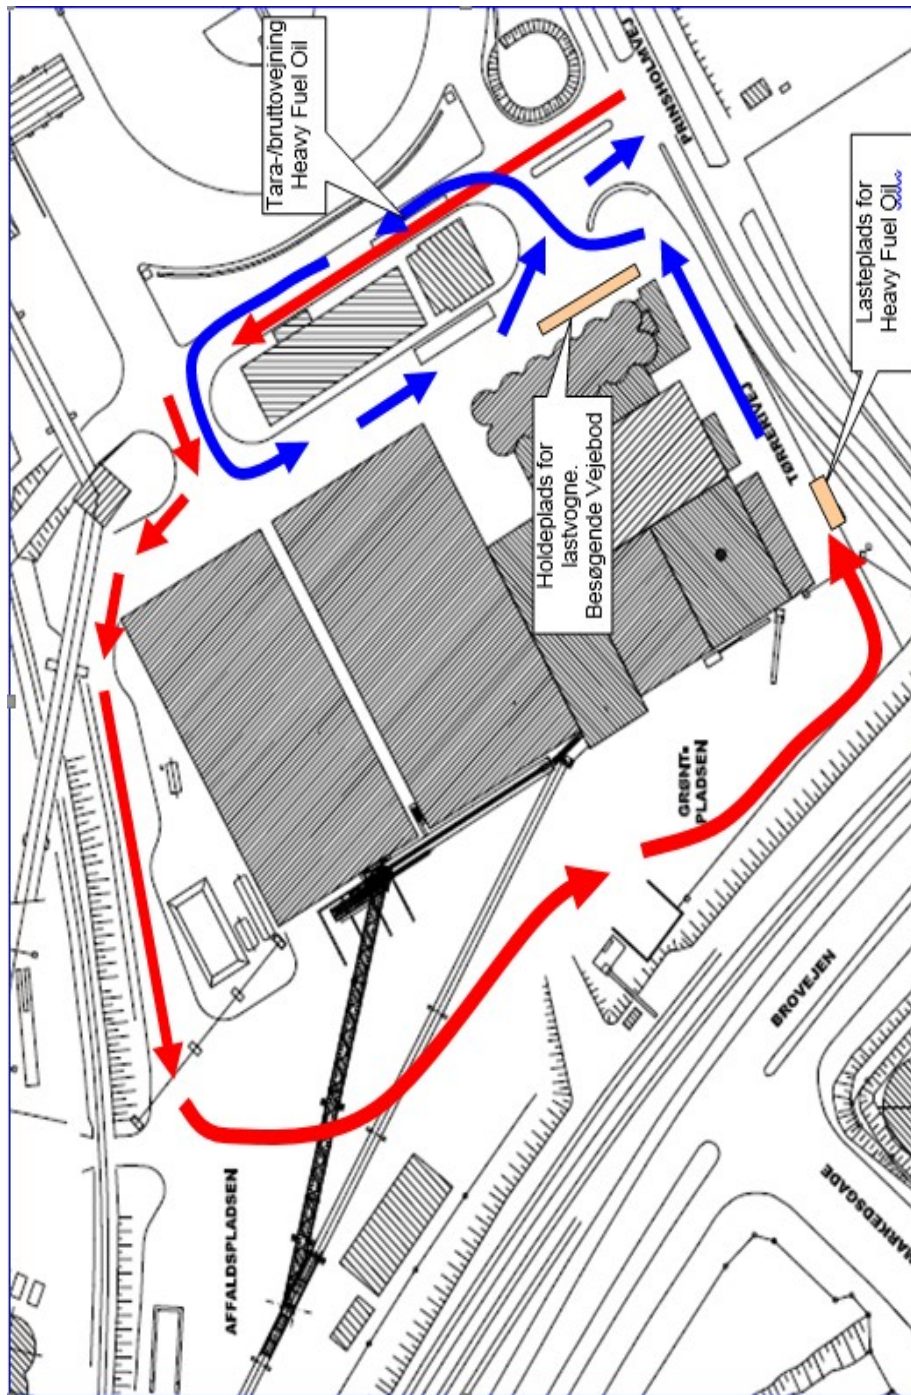 Tara-/bruttovejning
Heavy Fuel Oil
PRINSHOLMVEJ
Lasteplads for
Heavy Fuel Oil.
TØRRERIVEJ
Holdeplads for
lastvogne.
Besøgende Vejebod
GRØNT-
PLADSEN
BROVEJEN
MARKEDSGADE
AFFALDSPLADSEN